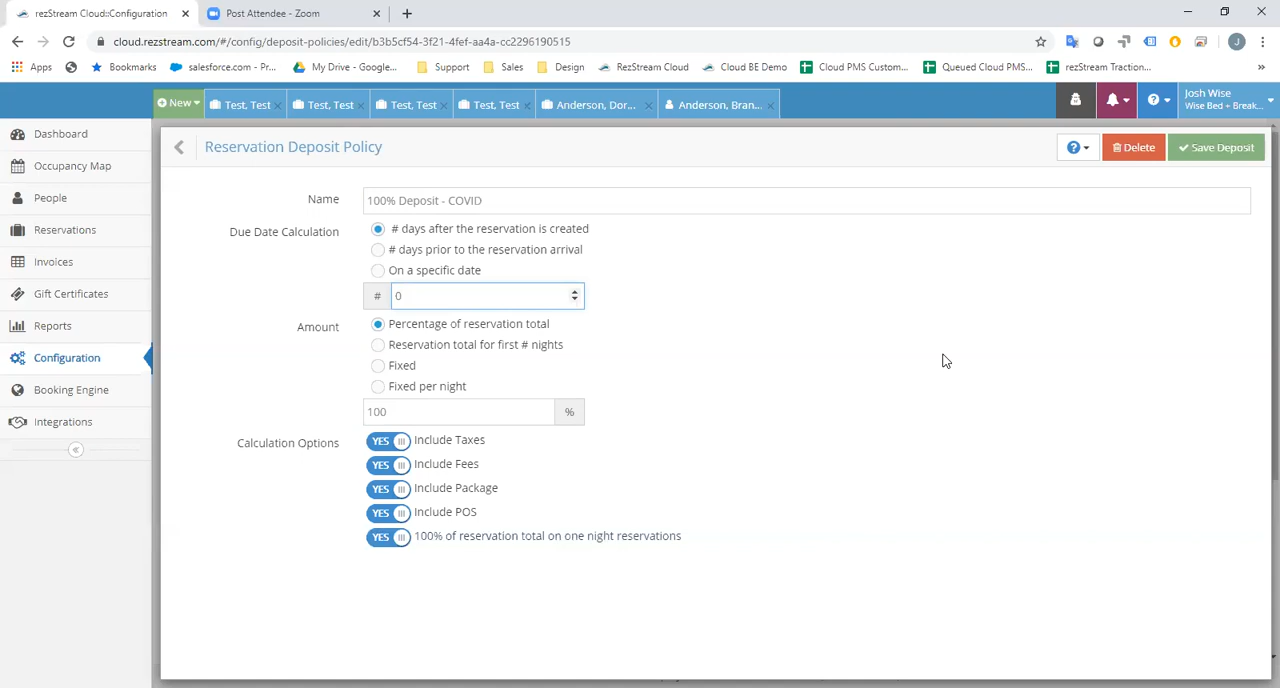 rezStream Cloud::Configuration × Post Attendee - Zoom × +
cloud.rezstream.com/#/config/deposit-policies/edit/b3b5cf54-3f21-4fef-aa4a-cc2296190515 J
Apps Bookmarks salesforce.com - Pr... My Drive - Google... Support Sales Design RezStream Cloud Cloud BE Demo Cloud PMS Custom... Queued Cloud PMS... rezStream Traction... »
New Test, Test × Test, Test × Test, Test × Test, Test × Anderson, Dor... × Anderson, Bran... × ? Josh Wise
Wise Bed + Break...
Dashboard
Occupancy Map
People
Reservations
Invoices
Gift Certificates
Reports
Configuration
Booking Engine
Integrations
Reservation Deposit Policy ? Delete Save Deposit
Name 100% Deposit - COVID
Due Date Calculation # days after the reservation is created
# days prior to the reservation arrival
On a specific date
# 0
Amount Percentage of reservation total
Reservation total for first # nights
Fixed
Fixed per night
100 %
Calculation Options YES Include Taxes
YES Include Fees
YES Include Package
YES Include POS
YES 100% of reservation total on one night reservations